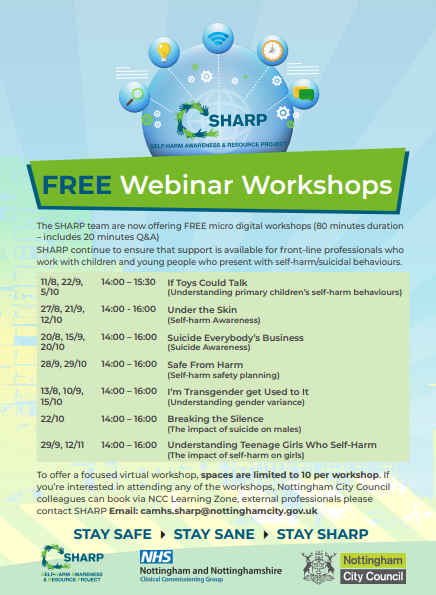 SHARP
SELF-HARM AWARENESS & RESOURCE PROJECT
FREE Webinar Workshops
The SHARP team are now offering FREE micro digital workshops (80 minutes duration
– includes 20 minutes Q&A)
SHARP continue to ensure that support is available for front-line professionals who
work with children and young people who present with self-harm/suicidal behaviours.
11/8, 22/9, 14:00 – 15:30 If Toys Could Talk
5/10 (Understanding primary children's self-harm behaviours)
27/8, 21/9, 14:00 - 16:00 Under the Skin
12/10 (Self-harm Awareness)
20/8, 15/9, 14:00 – 16:00 Suicide Everybody's Business
20/10 (Suicide Awareness)
28/9, 29/10 14:00 – 16:00 Safe From Harm
(Self-harm safety planning)
13/8, 10/9, 14:00 – 16:00 I'm Transgender get Used to It
15/10 (Understanding gender variance)
22/10 14:00 – 16:00 Breaking the Silence
(The impact of suicide on males)
29/9, 12/11 14:00 – 16:00 Understanding Teenage Girls Who Self-Harm
(The impact of self-harm on girls)
To offer a focused virtual workshop, spaces are limited to 10 per workshop. If
you're interested in attending any of the workshops, Nottingham City Council
colleagues can book via NCC Learning Zone, external professionals please
contact SHARP Email: camhs.sharp@nottinghamcity.gov.uk
STAY SAFE STAY SANE STAY SHARP
SHARP
SELF-HARM AWARENESS
& RESOURCE PROJECT
NHS
Nottingham and Nottinghamshire
Clinical Commissioning Group
Nottingham
City Council